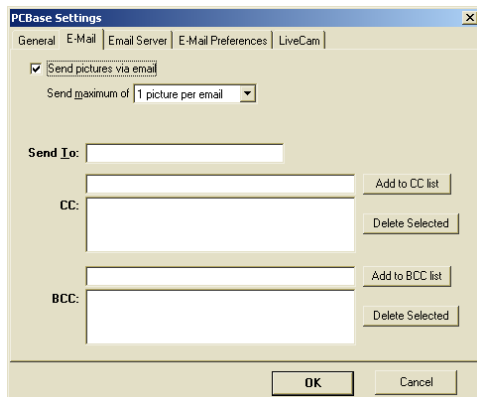 PCBase Settings
General E-Mail Email Server E-Mail Preferences LiveCam
Send pictures via email
Send maximum of 1 picture per email
Send To:
Add to CC list
CC:
Delete Selected
Add to BCC list
BCC:
Delete Selected
OK Cancel